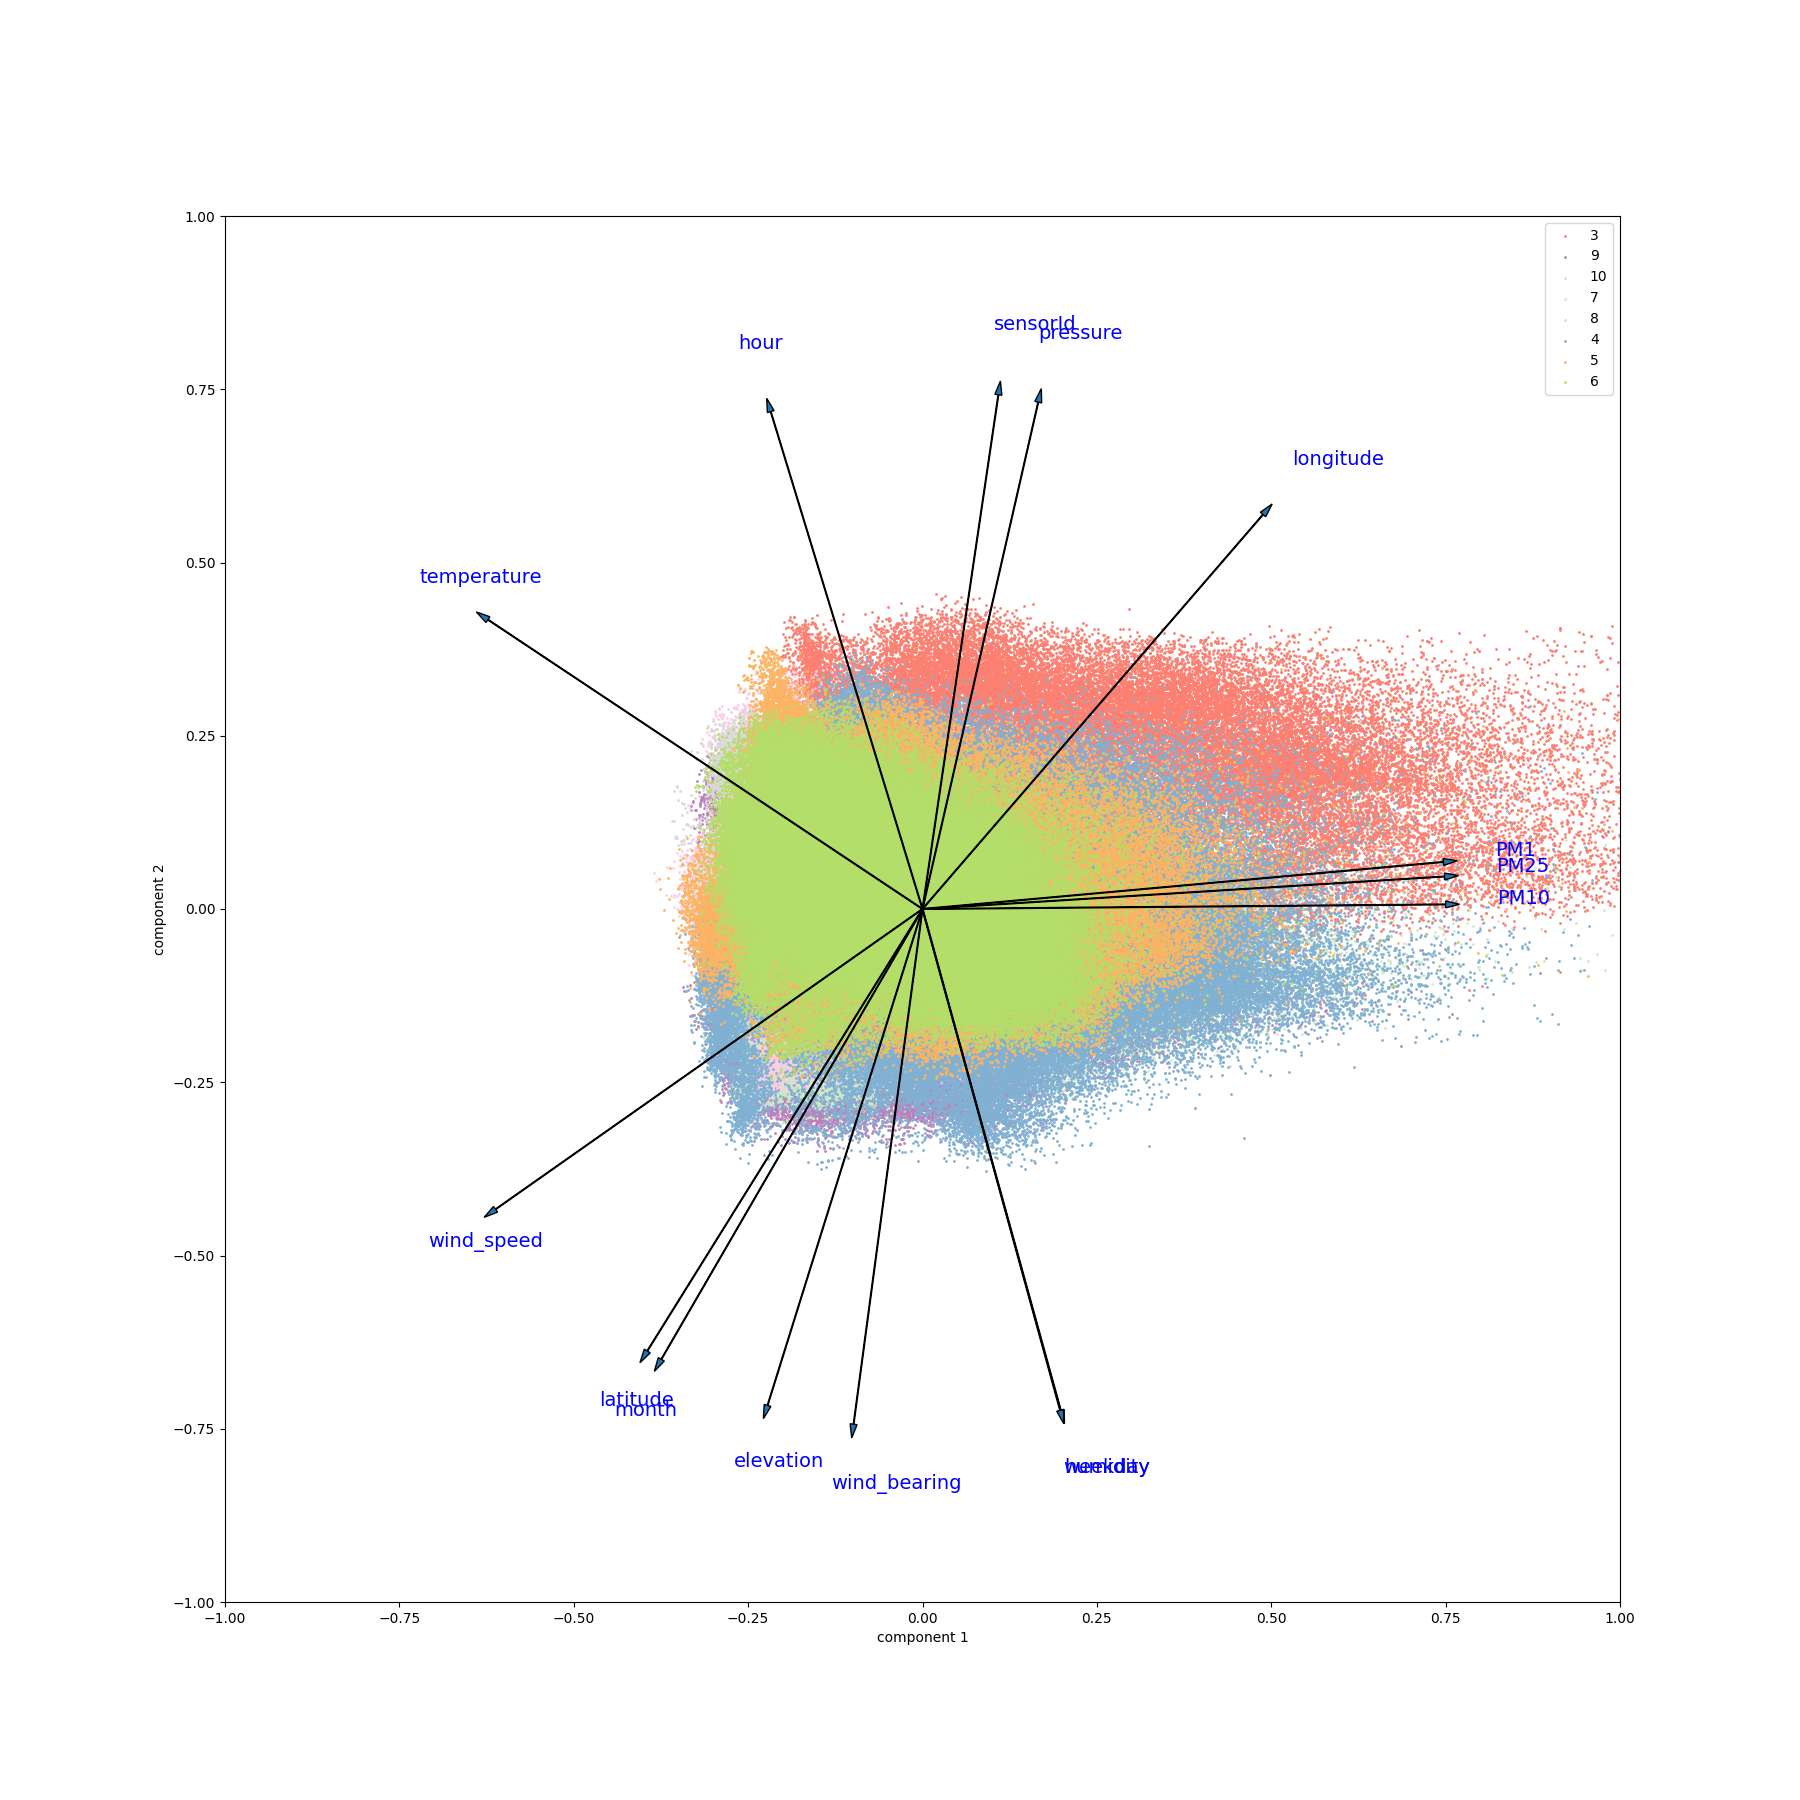 1.00
3
9
10
7
8
4
5
6
sensorId
pressure
hour
0.75
longitude
0.50
temperature
0.25
PM1
PM25
PM10
0.00
component 2
−0.25
wind_speed
−0.50
latitude
month
−0.75
elevation
humidity
weekday
wind_bearing
−1.00
−1.00 −0.75 −0.50 −0.25 0.00 0.25 0.50 0.75 1.00
component 1